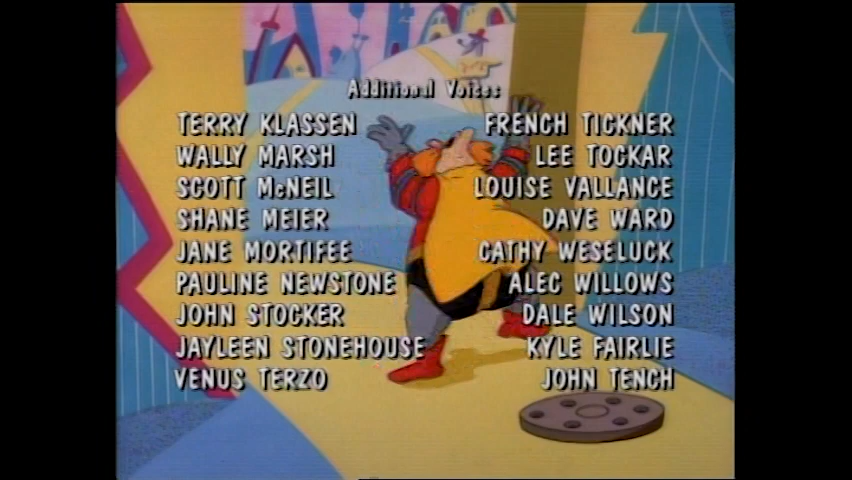 Additional Voices
TERRY KLASSEN FRENCH TICKNER
WALLY MARSH LEE TOCKAR
SCOTT McNEIL LOUISE VALLANCE
SHANE MEIER DAVE WARD
JANE MORTIFEE CATHY WESELUCK
PAULINE NEWSTONE ALEC WILLOWS
JOHN STOCKER DALE WILSON
JAYLEEN STONEHOUSE KYLE FAIRLIE
VENUS TERZO JOHN TENCH